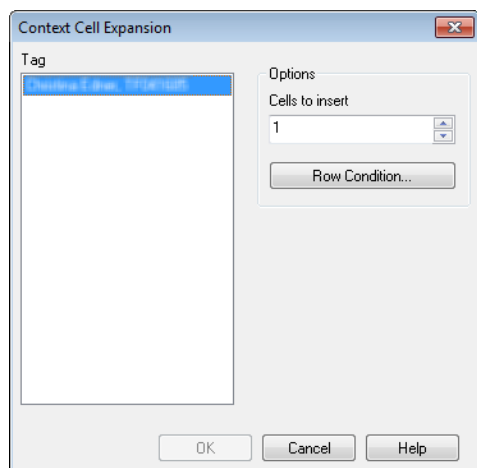 Context Cell Expansion
Tag
Options
Cells to insert
1
Row Condition...
OK
Cancel
Help